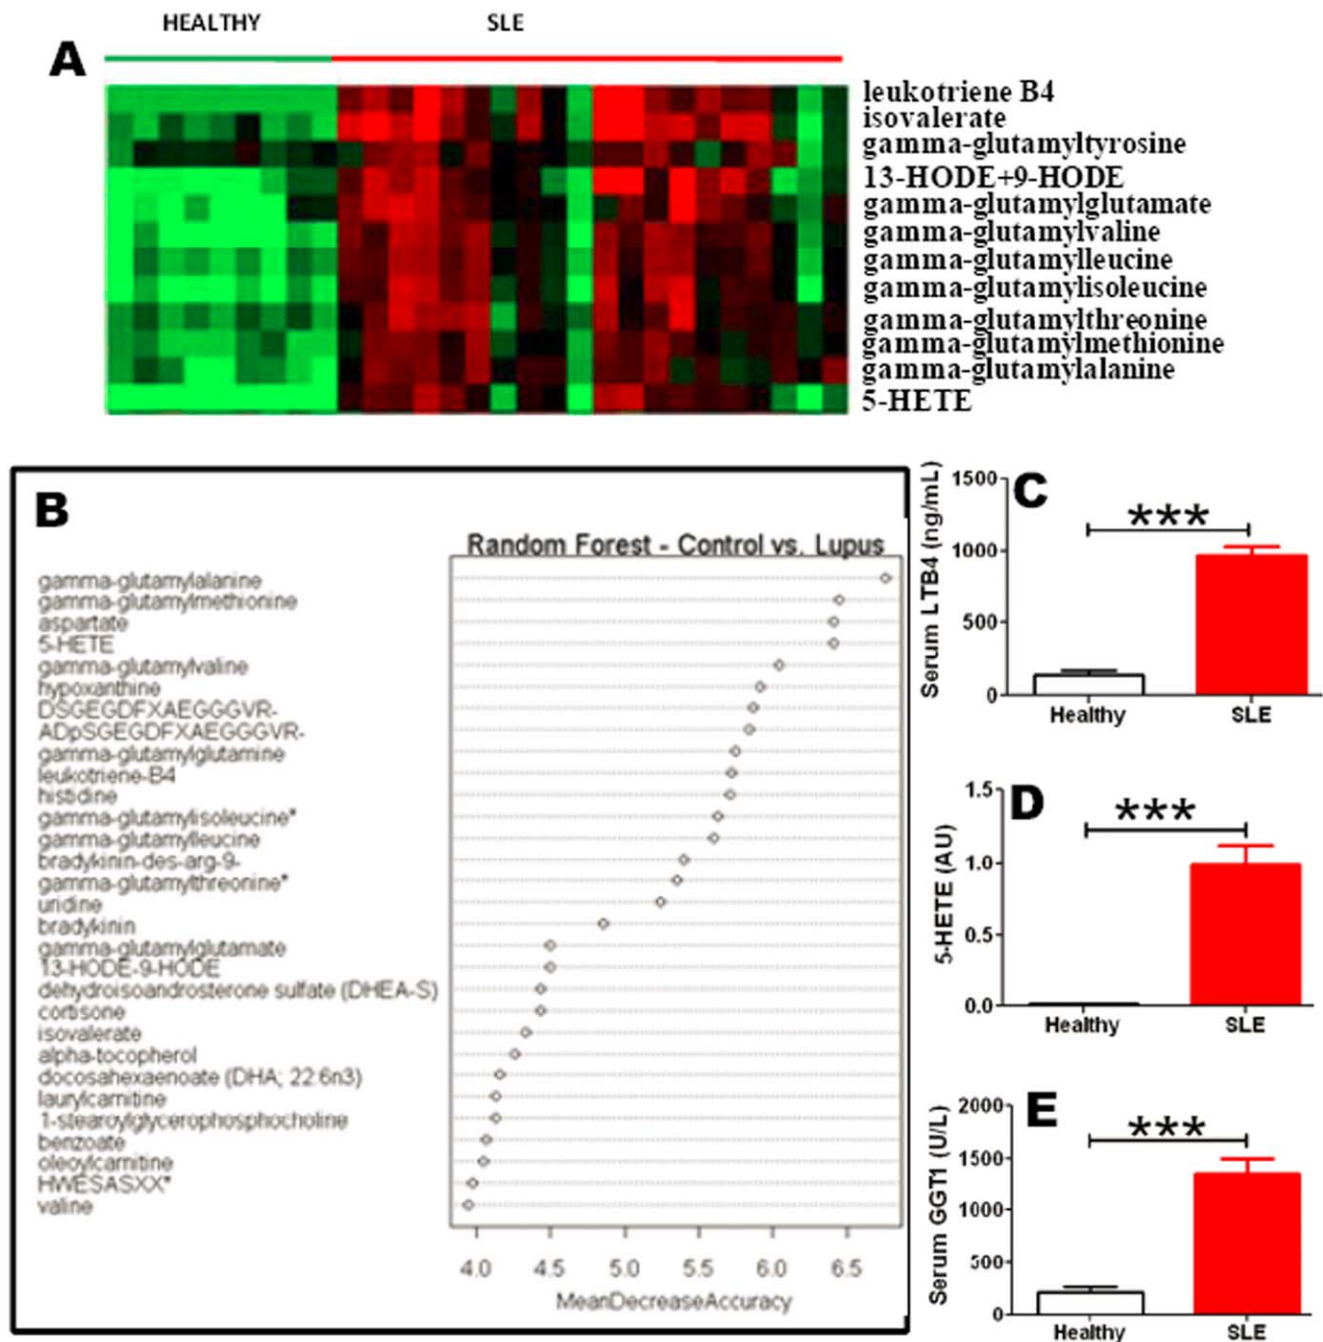 HEALTHY SLE
A
leukotriene B4
isovalerate
gamma-glutamyltyrosine
13-HODE+9-HODE
gamma-glutamylglutamate
gamma-glutamylvaline
gamma-glutamylleucine
gamma-glutamylisoleucine
gamma-glutamylthreonine
gamma-glutamylmethionine
gamma-glutamylalanine
5-HETE
B
Random Forest - Control vs. Lupus
gamma-glutamylalanine
gamma-glutamylmethionine
aspartate
5-HETE
gamma-glutamylvaline
hypoxanthine
DSGEGDFXAEGGGVR-
ADpSGEGDFXAEGGGVR-
gamma-glutamylglutamine
leukotriene-B4
histidine
gamma-glutamylisoleucine*
gamma-glutamylleucine
bradykinin-des-arg-9-
gamma-glutamylthreonine*
uridine
bradykinin
gamma-glutamylglutamate
13-HODE-9-HODE
dehydroisoandrosterone sulfate (DHEA-S)
cortisone
isovalerate
alpha-tocopherol
docosahexaenoate (DHA; 22:6n3)
laurylcarnitine
1-stearoylglycerophosphocholine
benzoate
oleoylcarnitine
HWESASXX*
valine
4.0 4.5 5.0 5.5 6.0 6.5
MeanDecreaseAccuracy
C
Serum LTB4 (ng/mL)
1500
1000
500
0
***
Healthy SLE
D
5-HETE (AU)
1.5
1.0
0.5
0.0
***
Healthy SLE
E
Serum GGT1 (U/L)
2000
1500
1000
500
0
***
Healthy SLE